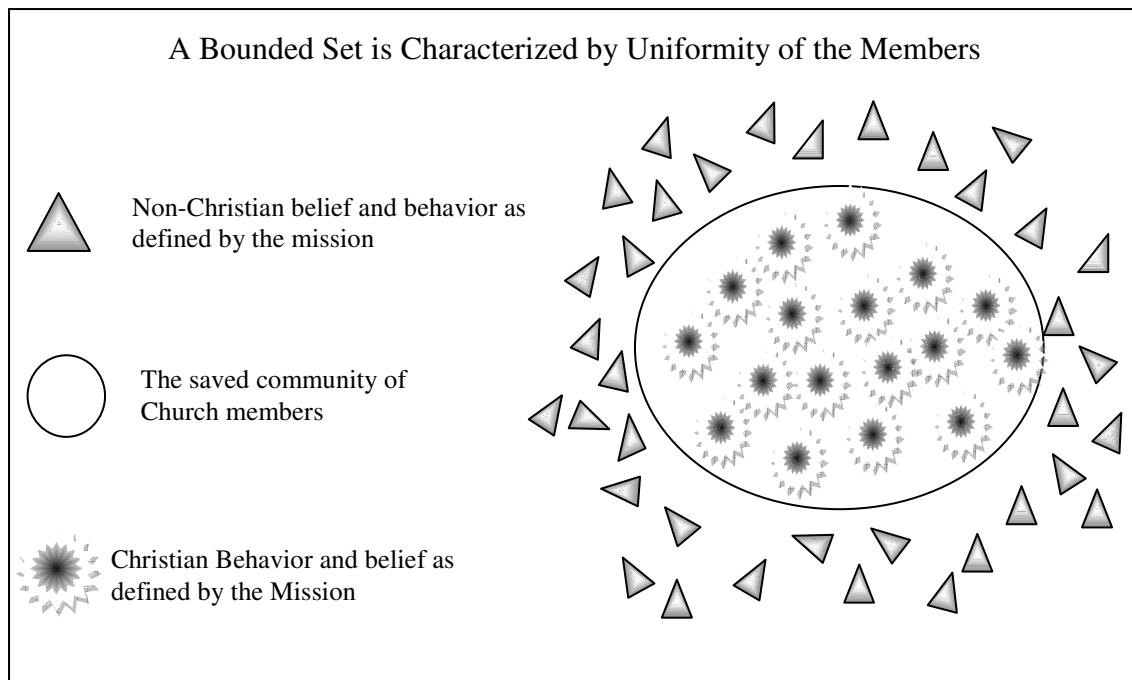 A Bounded Set is Characterized by Uniformity of the Members
Non-Christian belief and behavior as
defined by the mission
The saved community of
Church members
Christian Behavior and belief as
defined by the Mission